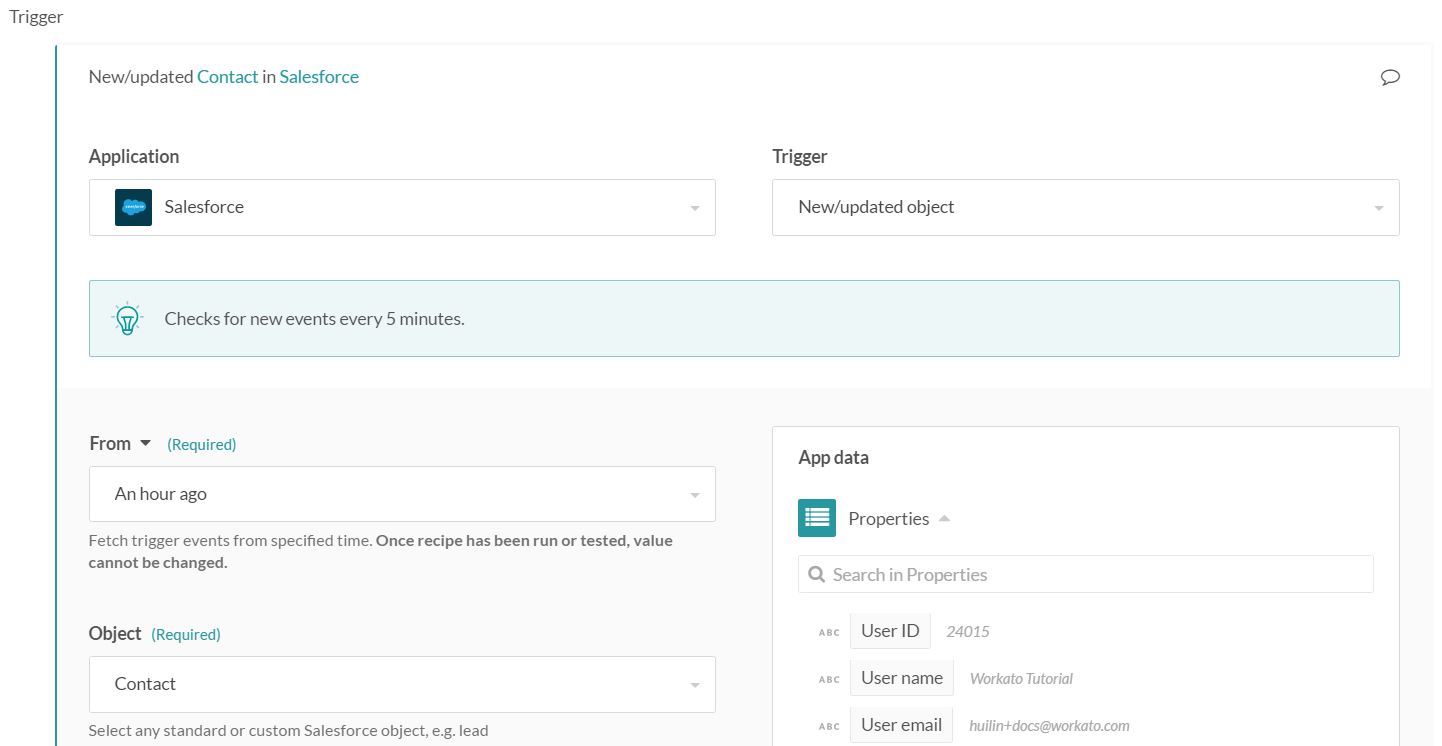 Trigger
New/updated Contact in Salesforce
Application
Trigger
salesforce
Salesforce
New/updated object
Checks for new events every 5 minutes.
From (Required)
An hour ago
Fetch trigger events from specified time. Once recipe has been run or tested, value
cannot be changed.
Object (Required)
Contact
Select any standard or custom Salesforce object, e.g. lead
App data
Properties
Search in Properties
ABC User ID 24015
ABC User name Workato Tutorial
ABC User email huilin+docs@workato.com